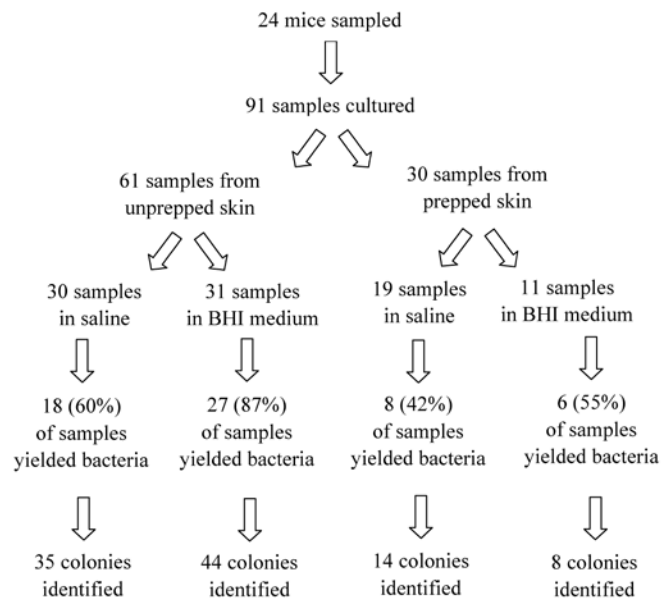 24 mice sampled
91 samples cultured
61 samples from
unprepped skin
30 samples from
prepped skin
30 samples
in saline
31 samples
in BHI medium
19 samples
in saline
11 samples
in BHI medium
18 (60%)
of samples
yielded bacteria
27 (87%)
of samples
yielded bacteria
8 (42%)
of samples
yielded bacteria
6 (55%)
of samples
yielded bacteria
35 colonies
identified
44 colonies
identified
14 colonies
identified
8 colonies
identified